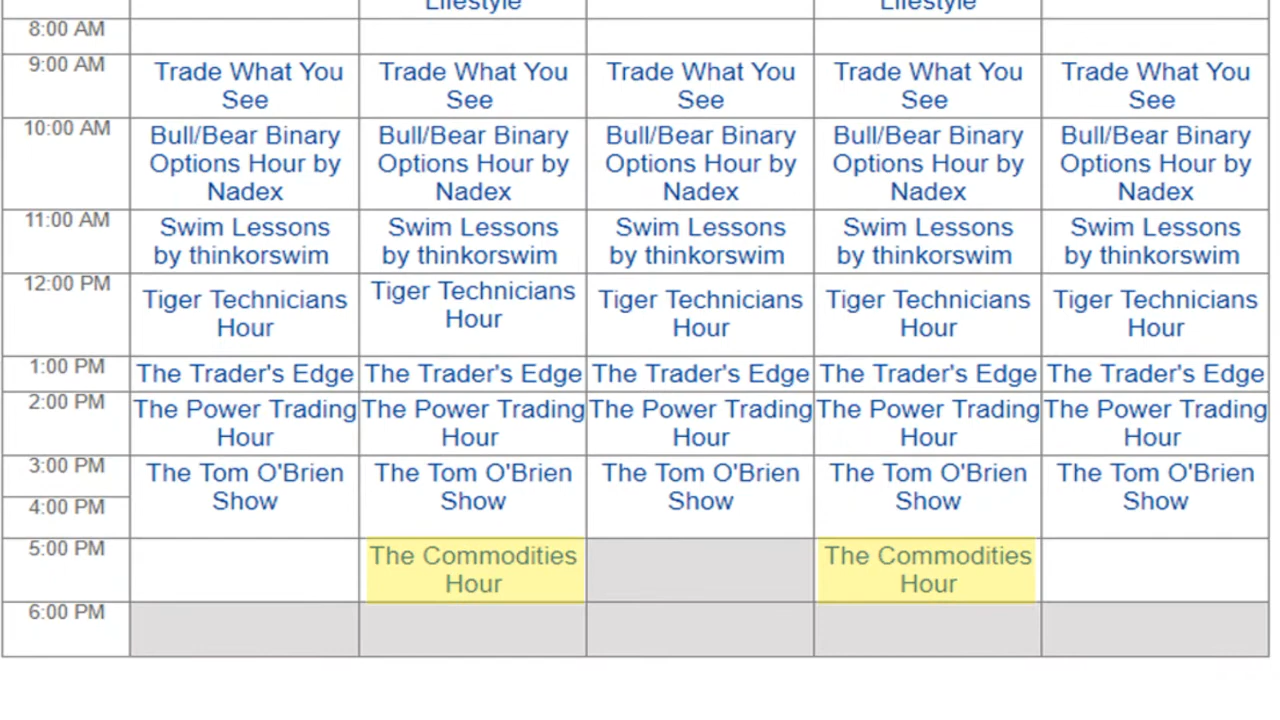 Lifestyle Lifestyle
8:00 AM
9:00 AM Trade What You Trade What You Trade What You Trade What You Trade What You
See See See See See
10:00 AM Bull/Bear Binary Bull/Bear Binary Bull/Bear Binary Bull/Bear Binary Bull/Bear Binary
Options Hour by Options Hour by Options Hour by Options Hour by Options Hour by
Nadex Nadex Nadex Nadex Nadex
11:00 AM Swim Lessons Swim Lessons Swim Lessons Swim Lessons Swim Lessons
by thinkorswim by thinkorswim by thinkorswim by thinkorswim by thinkorswim
12:00 PM Tiger Technicians Tiger Technicians Tiger Technicians Tiger Technicians Tiger Technicians
Hour Hour Hour Hour Hour
1:00 PM The Trader's Edge The Trader's Edge The Trader's Edge The Trader's Edge The Trader's Edge
2:00 PM The Power Trading The Power Trading The Power Trading The Power Trading The Power Trading
Hour Hour Hour Hour Hour
3:00 PM The Tom O'Brien The Tom O'Brien The Tom O'Brien The Tom O'Brien The Tom O'Brien
4:00 PM Show Show Show Show Show
5:00 PM The Commodities The Commodities
Hour Hour
6:00 PM